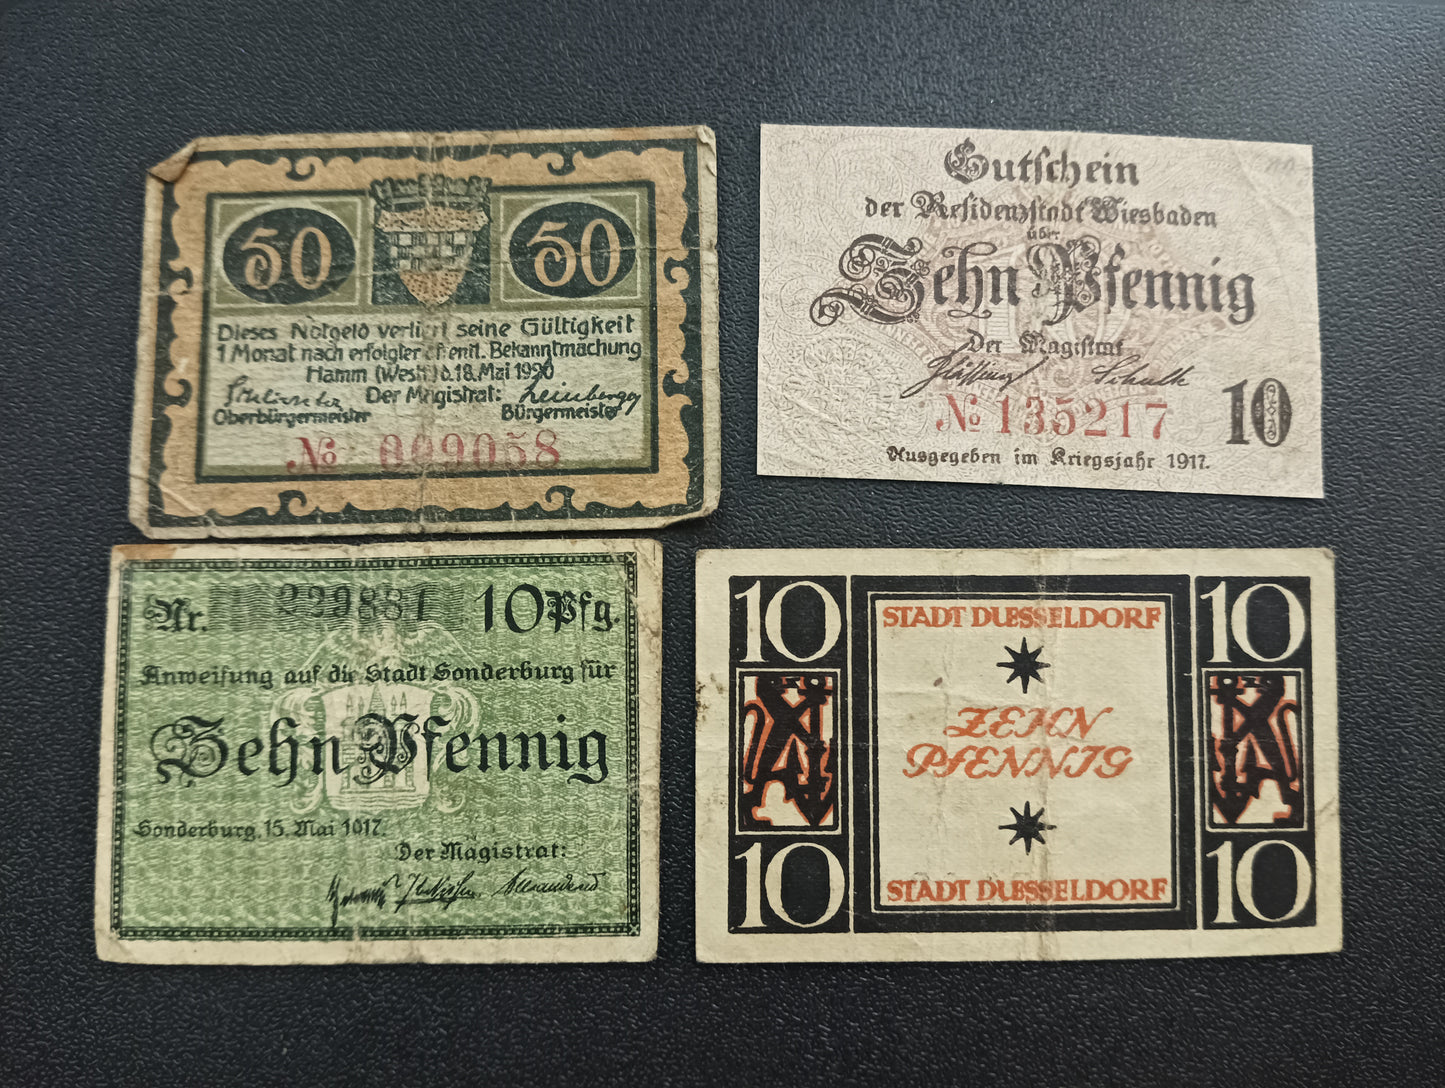 50 50
Dieses Notgeld verliert seine Gültigkeit
1 Monat nach erfolgter öffentl. Bekanntmachung
Hamm (Westf.) d. 18. Mai 1920
Der Magistrat:
Oberbürgermeister Bürgermeister
№ 009058
Gutschein
der Residenzstadt Wiesbaden
über
Zehn Pfennig
Der Magistrat
Schulte
№ 135217
10
Ausgegeben im Kriegsjahr 1917.
Nr. 229881 10 Pfg.
Anweisung auf die Stadt Sonderburg für
Zehn Pfennig
Sonderburg, 15. Mai 1917.
Der Magistrat:
10 10
STADT DUESSELDORF
ZEHN
PFENNIG
STADT DUESSELDORF
10 10